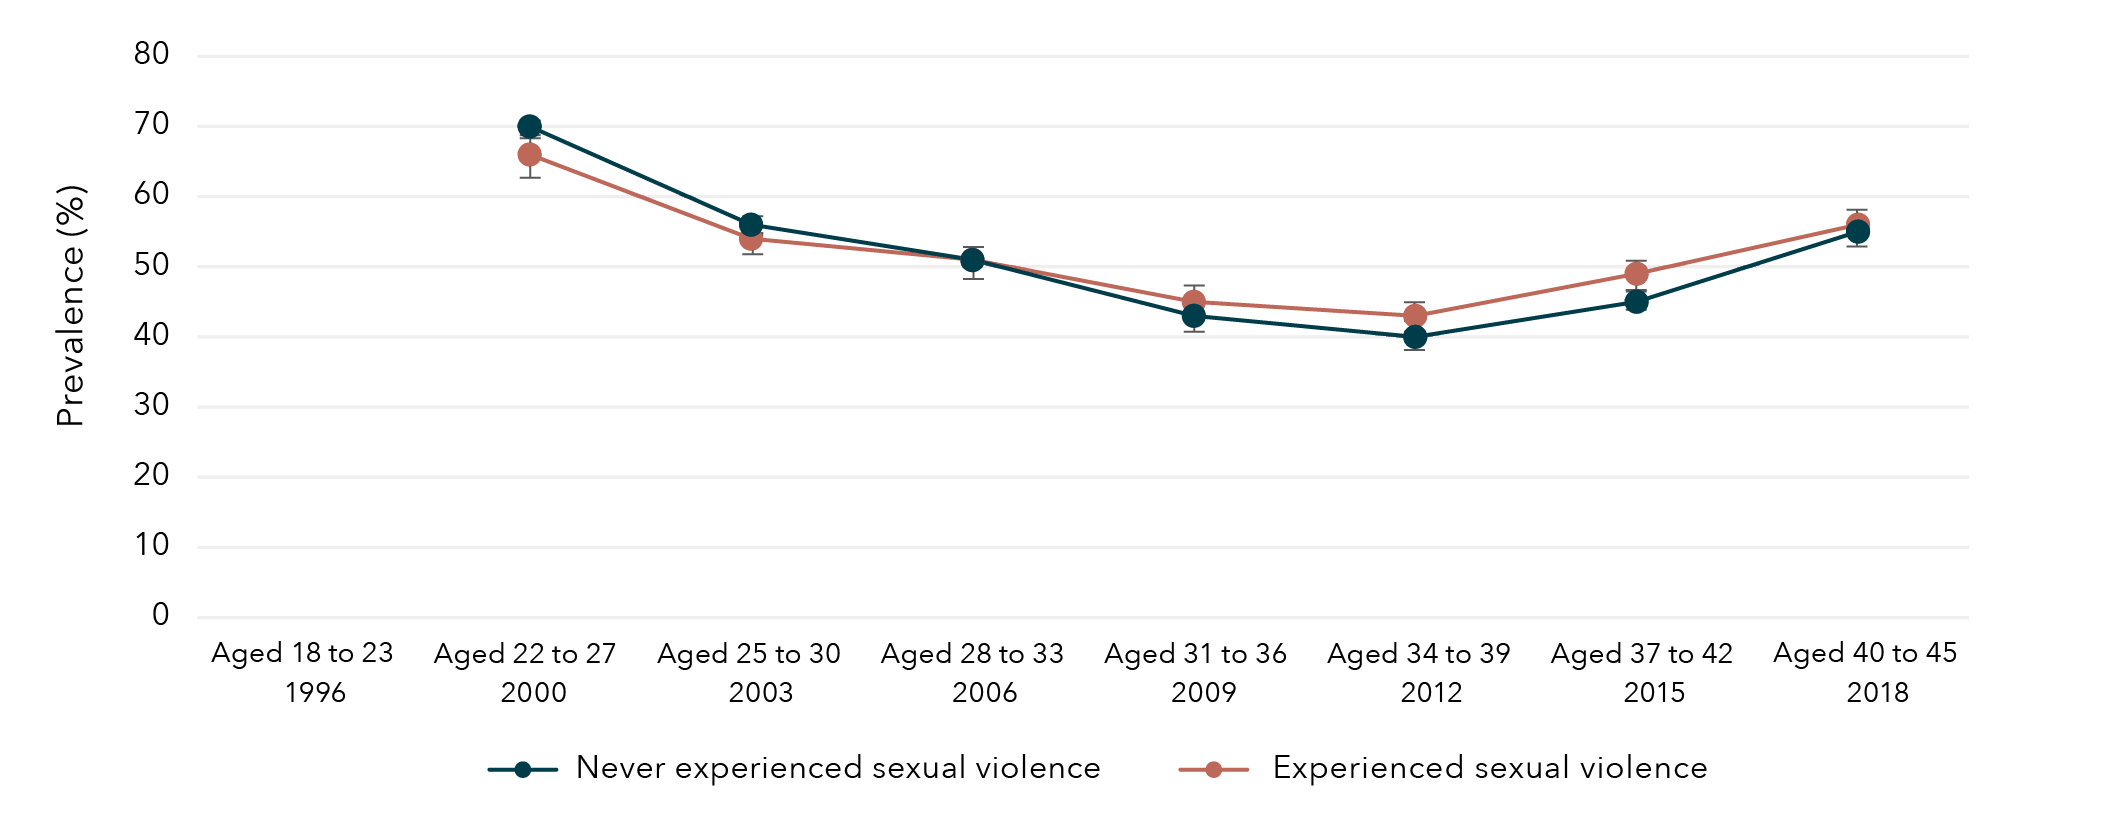 Prevalence (%)
80
70
60
50
40
30
20
10
0
Aged 18 to 23
1996
Aged 22 to 27
2000
Aged 25 to 30
2003
Aged 28 to 33
2006
Aged 31 to 36
2009
Aged 34 to 39
2012
Aged 37 to 42
2015
Aged 40 to 45
2018
Never experienced sexual violence
Experienced sexual violence